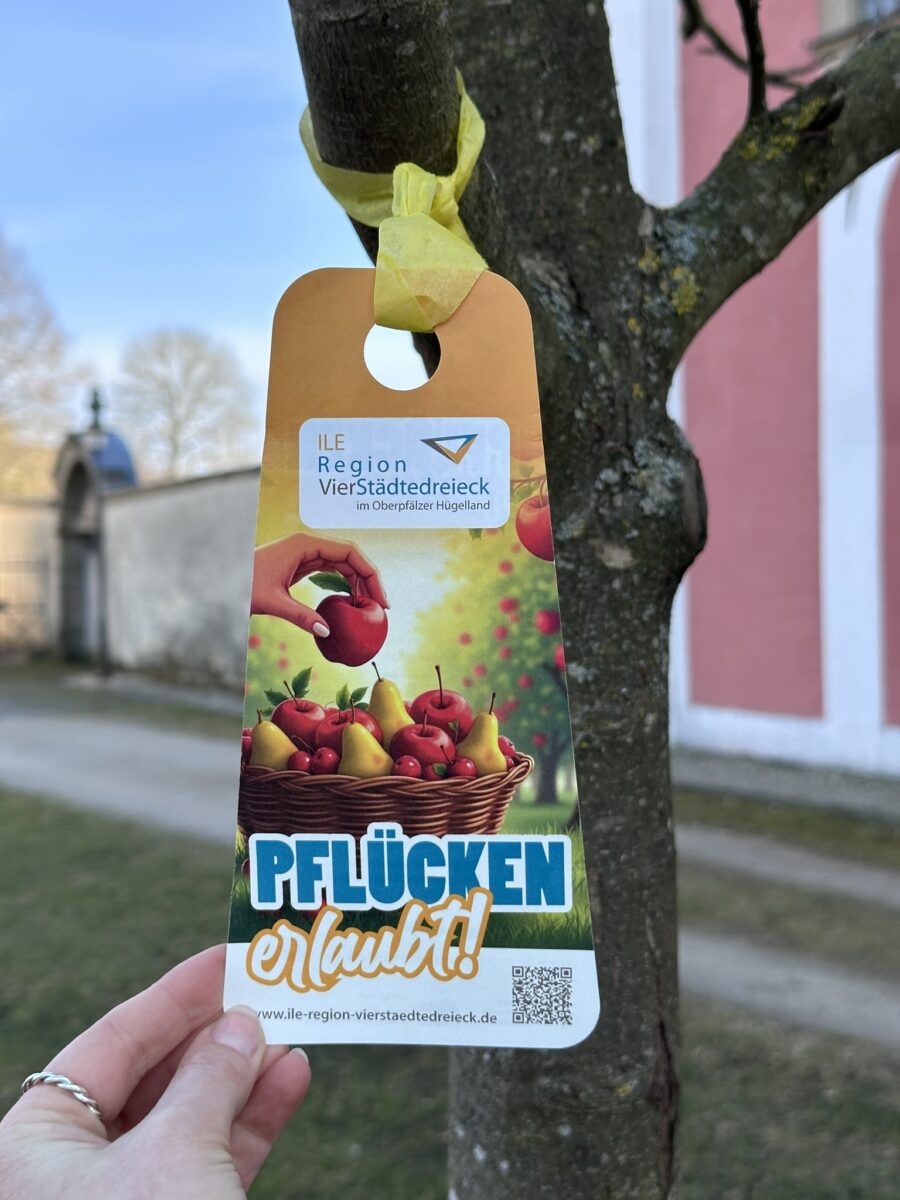 ILE
Region
VierStädtedreieck
im Oberpfälzer Hügelland
PFLÜCKEN
erlaubt!
www.ile-region-vierstaedtedreieck.de